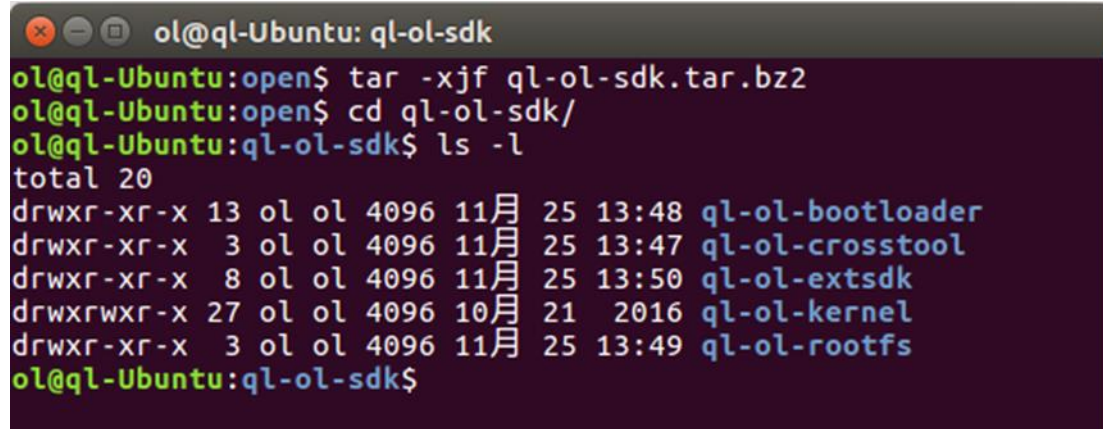 ol@ql-Ubuntu: ql-ol-sdk
ol@ql-Ubuntu:open$ tar -xjf ql-ol-sdk.tar.bz2
ol@ql-Ubuntu:open$ cd ql-ol-sdk/
ol@ql-Ubuntu:ql-ol-sdk$ ls -l
total 20
drwxr-xr-x 13 ol ol 4096 11月 25 13:48 ql-ol-bootloader
drwxr-xr-x  3 ol ol 4096 11月 25 13:47 ql-ol-crosstool
drwxr-xr-x  8 ol ol 4096 11月 25 13:50 ql-ol-extsdk
drwxrwxr-x 27 ol ol 4096 10月 21  2016 ql-ol-kernel
drwxr-xr-x  3 ol ol 4096 11月 25 13:49 ql-ol-rootfs
ol@ql-Ubuntu:ql-ol-sdk$